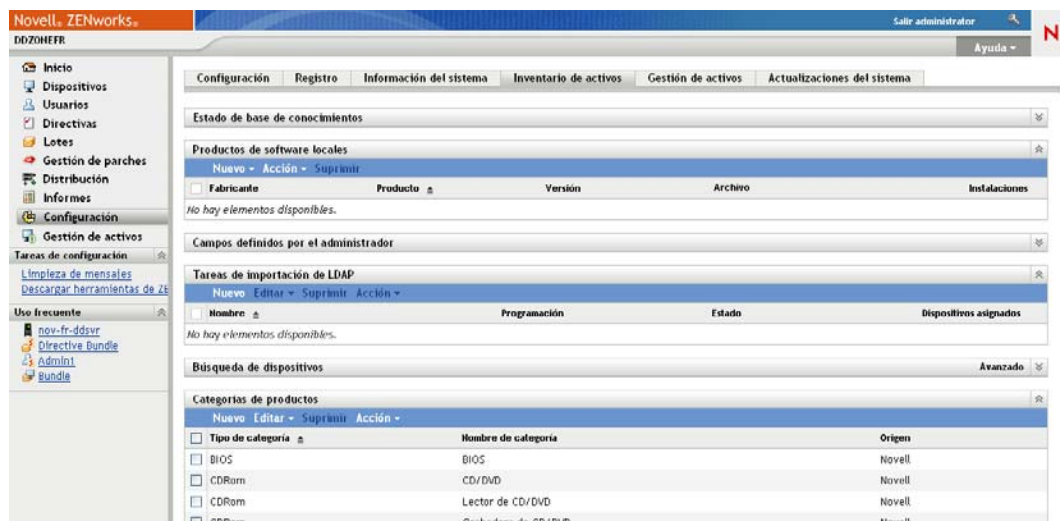 Novell® ZENworks®
Salir administrator
N
DDZONEFR
Ayuda
Inicio
Dispositivos
Usuarios
Directivas
Lotes
Gestión de parches
Distribución
Informes
Configuración
Gestión de activos
Tareas de configuración
Limpieza de mensales
Descargar herramientas de ZE
Uso frecuente
nov-fr-ddsvr
Directive Bundle
Admin1
Bundle
Configuración Registro Información del sistema Inventario de activos Gestión de activos Actualizaciones del sistema
Estado de base de conocimientos
Productos de software locales
Nuevo Acción Suprimir
Fabricante Producto Versión Archivo Instalaciones
No hay elementos disponibles.
Campos definidos por el administrador
Tareas de importación de LDAP
Nuevo Editar Suprimir Acción
Nombre Programación Estado Dispositivos asignados
No hay elementos disponibles.
Búsqueda de dispositivos Avanzado
Categorías de productos
Nuevo Editar Suprimir Acción
Tipo de categoría Nombre de categoría Origen
BIOS BIOS Novell
CDRom CD/DVD Novell
CDRom Lector de CD/DVD Novell